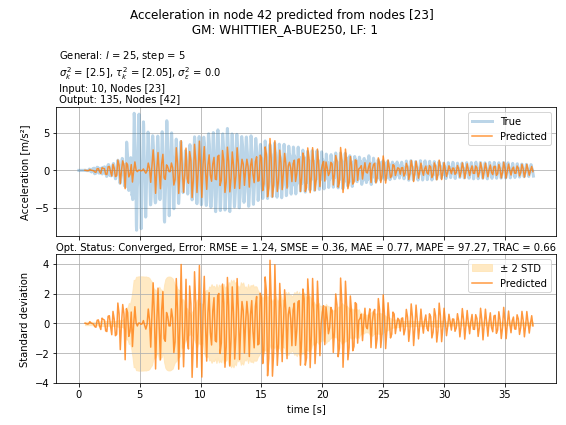 Acceleration in node 42 predicted from nodes [23]
GM: WHITTIER_A-BUE250, LF: 1
General: l = 25, step = 5
σ²ₖ = [2.5], τ²ₖ = [2.05], σ²ε = 0.0
Input: 10, Nodes [23]
Output: 135, Nodes [42]
True
Predicted
Acceleration [m/s²]
5
0
−5
Opt. Status: Converged, Error: RMSE = 1.24, SMSE = 0.36, MAE = 0.77, MAPE = 97.27, TRAC = 0.66
± 2 STD
Predicted
Standard deviation
4
2
0
−2
−4
0 5 10 15 20 25 30 35
time [s]